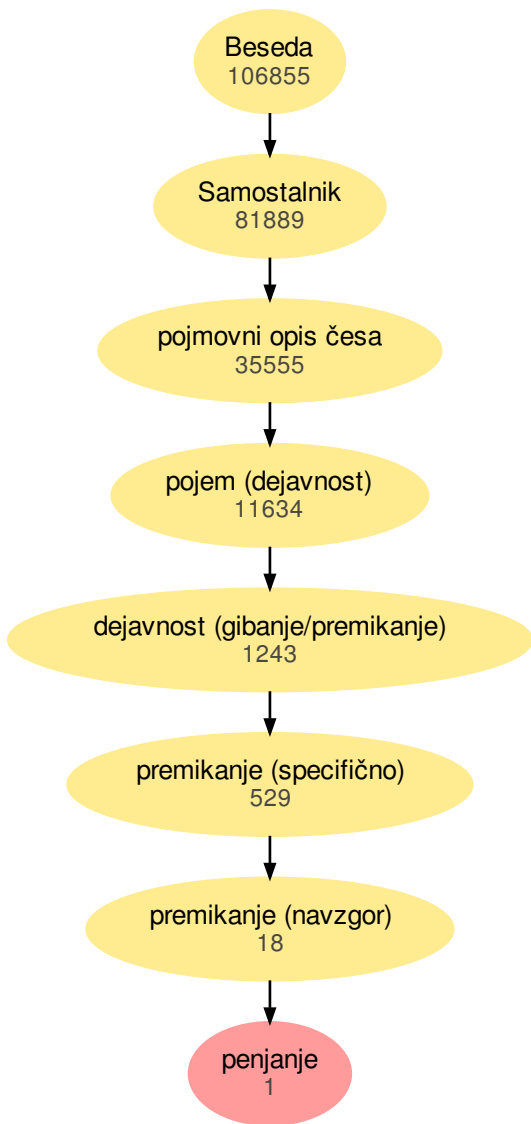 Beseda
106855
Samostalnik
81889
pojmovni opis česa
35555
pojem (dejavnost)
11634
dejavnost (gibanje/premikanje)
1243
premikanje (specifično)
529
premikanje (navzgor)
18
penjanje
1